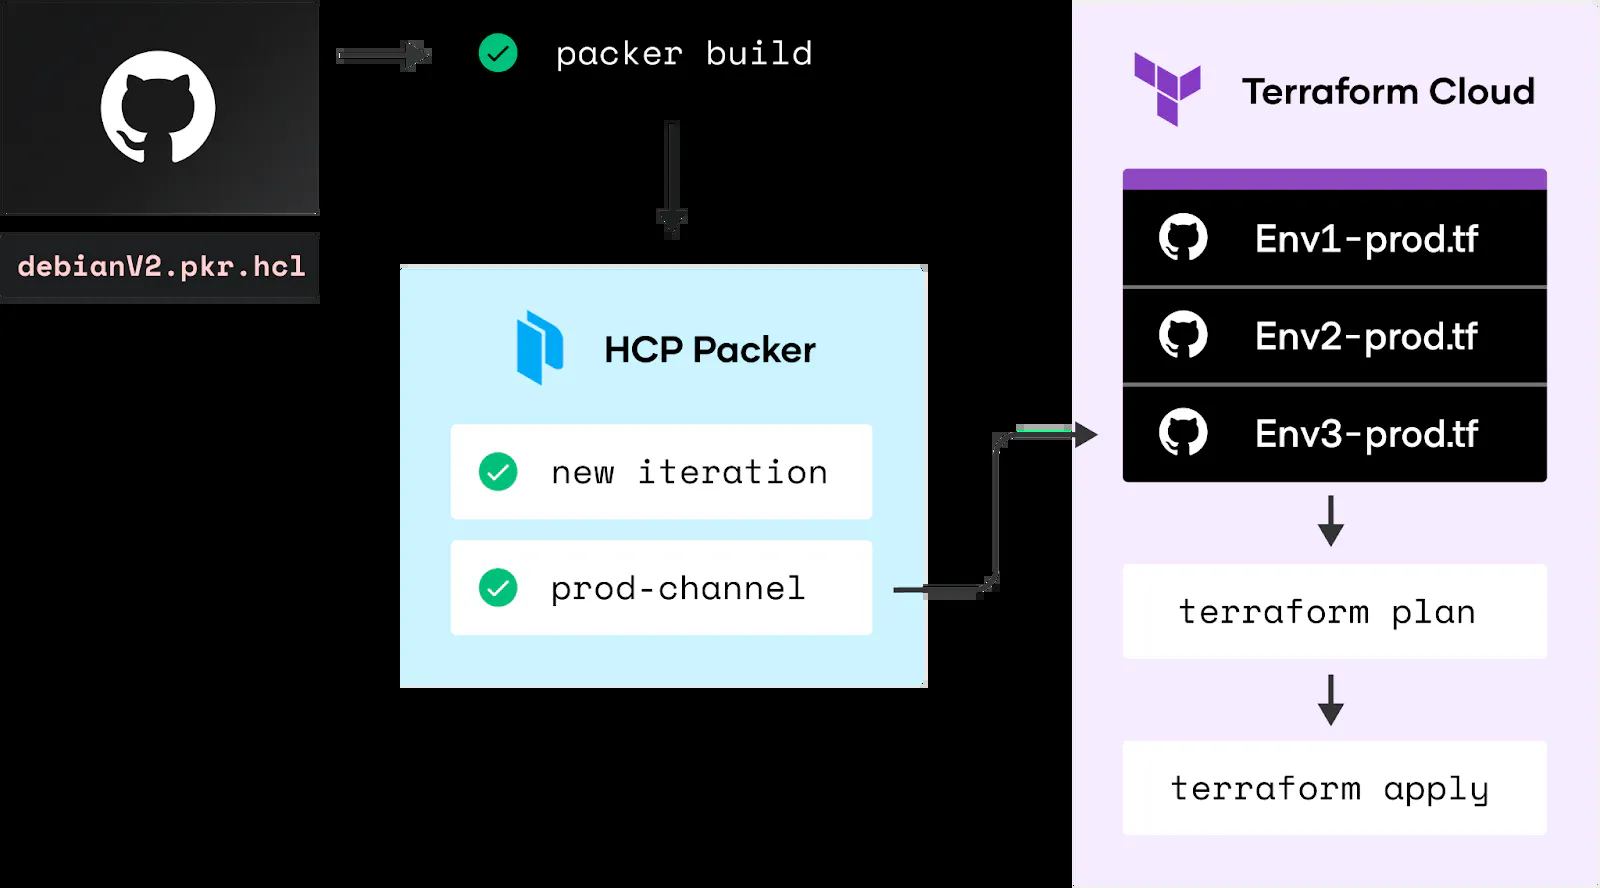 debianV2.pkr.hcl
packer build
HCP Packer
new iteration
prod-channel
Terraform Cloud
Env1-prod.tf
Env2-prod.tf
Env3-prod.tf
terraform plan
terraform apply